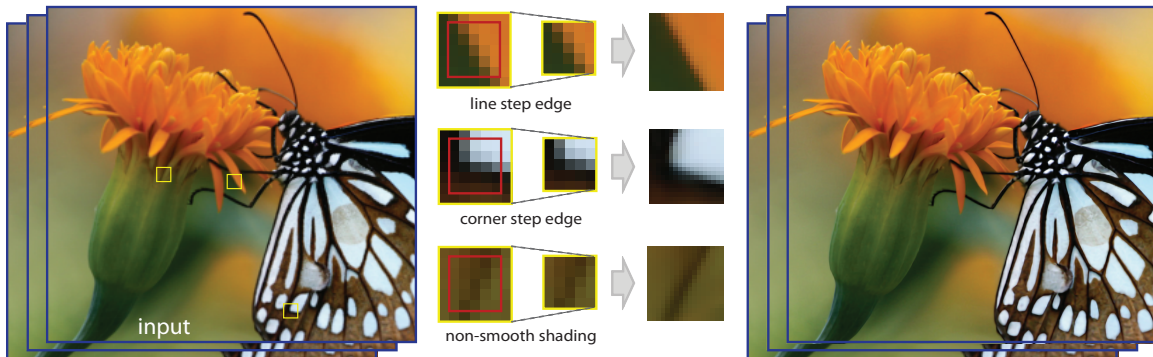 line step edge
corner step edge
input
non-smooth shading